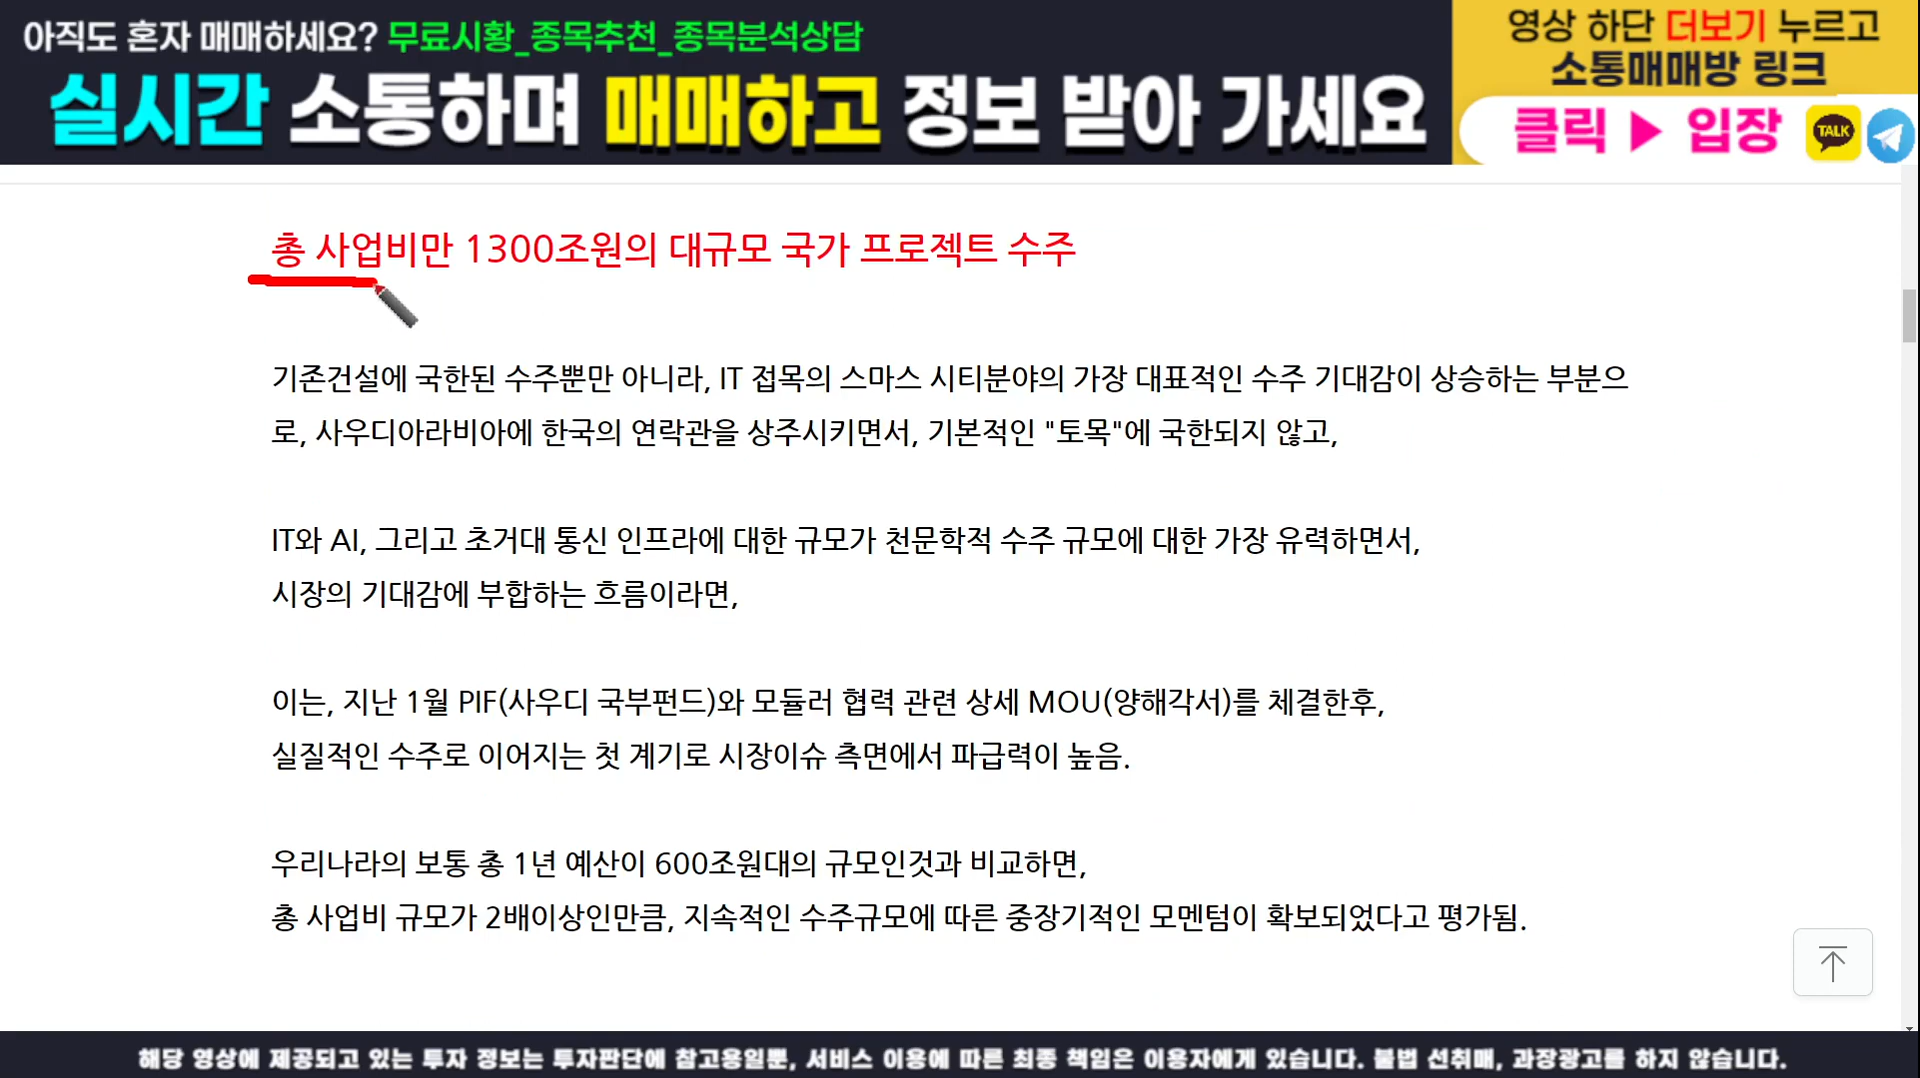 아직도 혼자 매매하세요? 무료시황_종목추천_종목분석상담
실시간 소통하며 매매하고 정보 받아 가세요
영상 하단 더보기 누르고
소통매매방 링크
클릭 ▶ 입장
TALK
총 사업비만 1300조원의 대규모 국가 프로젝트 수주
기존건설에 국한된 수주뿐만 아니라, IT 접목의 스마스 시티분야의 가장 대표적인 수주 기대감이 상승하는 부분으
로, 사우디아라비아에 한국의 연락관을 상주시키면서, 기본적인 "토목"에 국한되지 않고,
IT와 AI, 그리고 초거대 통신 인프라에 대한 규모가 천문학적 수주 규모에 대한 가장 유력하면서,
시장의 기대감에 부합하는 흐름이라면,
이는, 지난 1월 PIF(사우디 국부펀드)와 모듈러 협력 관련 상세 MOU(양해각서)를 체결한후,
실질적인 수주로 이어지는 첫 계기로 시장이슈 측면에서 파급력이 높음.
우리나라의 보통 총 1년 예산이 600조원대의 규모인것과 비교하면,
총 사업비 규모가 2배이상인만큼, 지속적인 수주규모에 따른 중장기적인 모멘텀이 확보되었다고 평가됨.
해당 영상에 제공되고 있는 투자 정보는 투자판단에 참고용일뿐, 서비스 이용에 따른 최종 책임은 이용자에게 있습니다. 불법 선취매, 과장광고를 하지 않습니다.